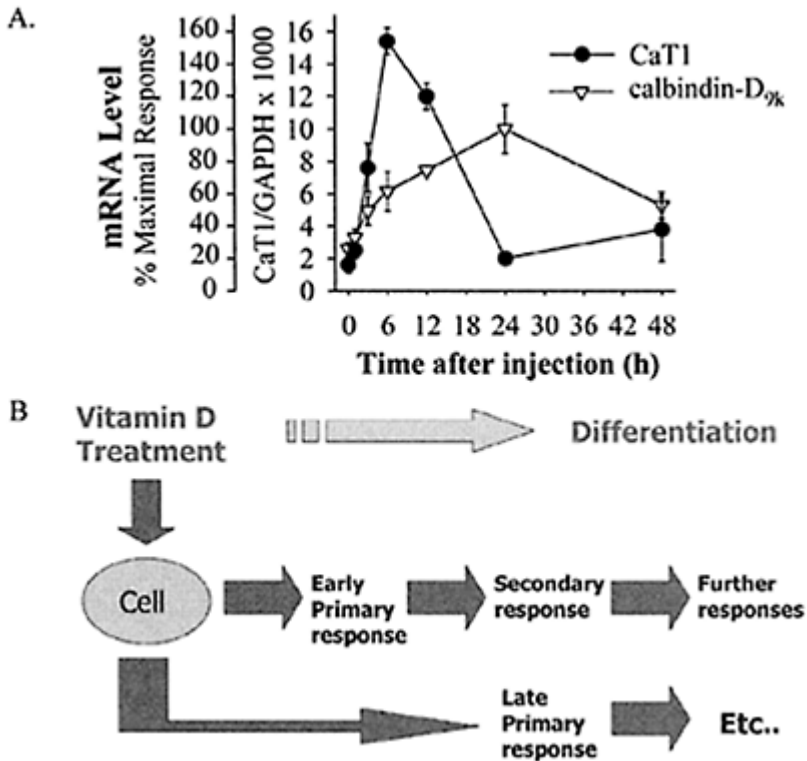 A.
mRNA Level
% Maximal Response
160
140
120
100
80
60
40
20
0
CaT1/GAPDH x 1000
16
14
12
10
8
6
4
2
0
CaT1
calbindin-D9k
0 6 12 18 24 30 36 42 48
Time after injection (h)
B
Vitamin D
Treatment
Differentiation
Cell
Early
Primary
response
Secondary
response
Further
responses
Late
Primary
response
Etc..